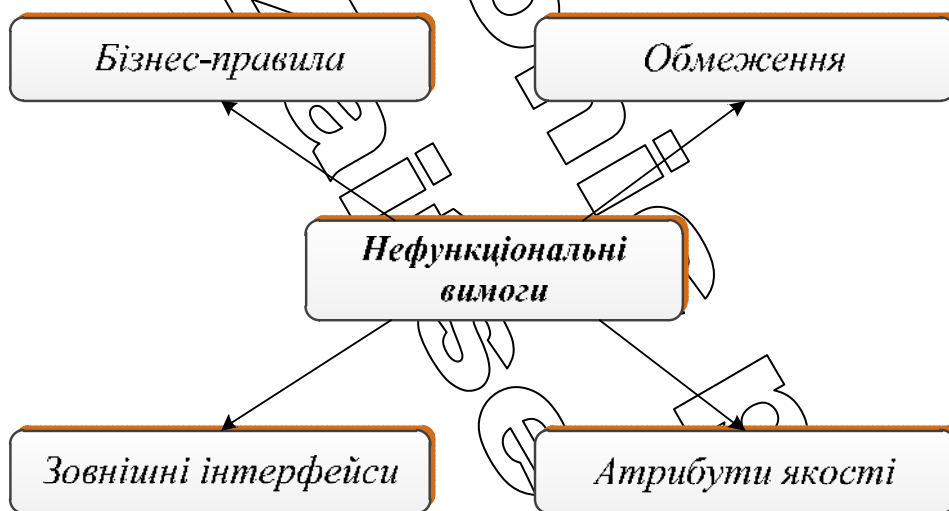 Бізнес-правила
Обмеження
Нефункціональні
вимоги
Зовнішні інтерфейси
Атрибути якості